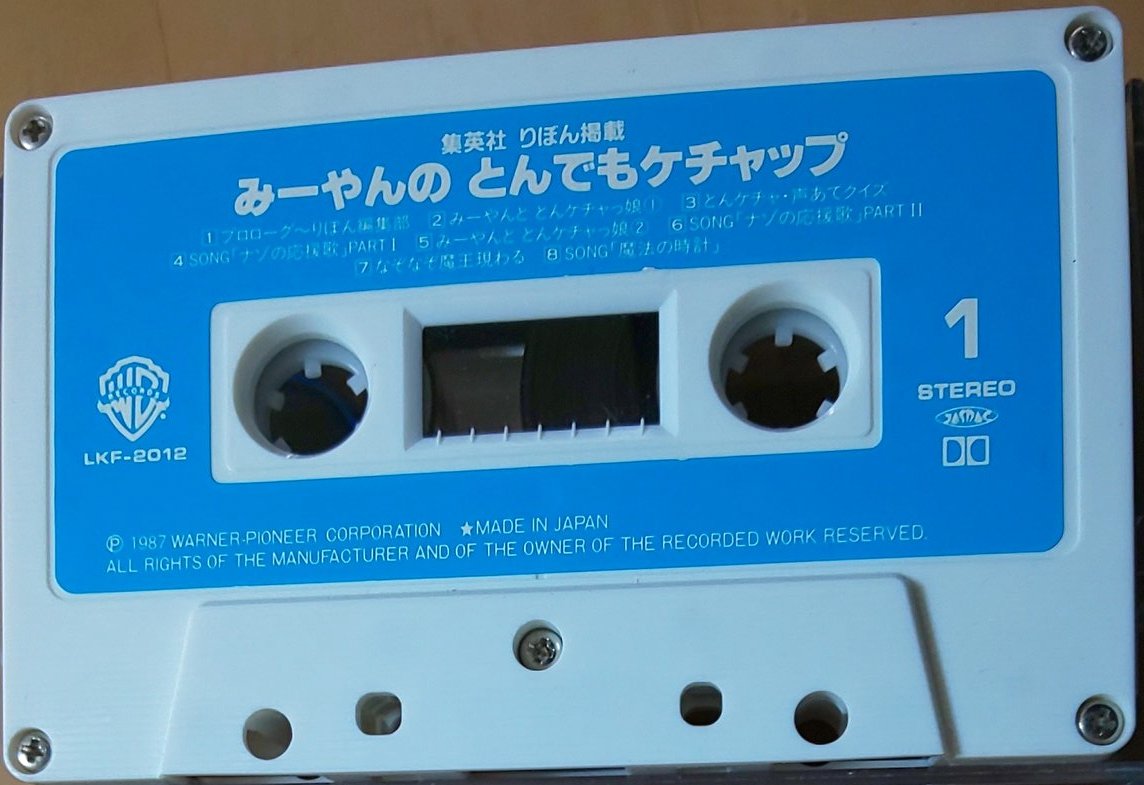 集英社 りぼん掲載
みーやんの とんでもケチャップ
1 プロローグ〜りぼん編集部 2 みーやんと とんケチャっ娘① 3 とんケチャ・声あてクイズ
4 SONG「ナゾの応援歌」PART I 5 みーやんと とんケチャっ娘② 6 SONG「ナゾの応援歌」PART II
7 なぞなぞ魔王現わる 8 SONG「魔法の時計」
1
STEREO
JASRAC
RECORDS
LKF-2012
Ⓟ 1987 WARNER-PIONEER CORPORATION ★MADE IN JAPAN
ALL RIGHTS OF THE MANUFACTURER AND OF THE OWNER OF THE RECORDED WORK RESERVED.